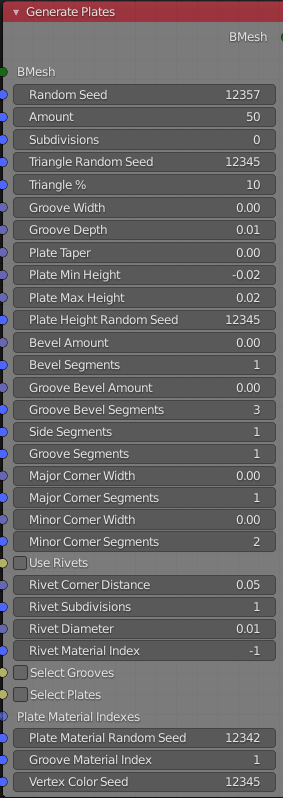 Generate Plates
BMesh
BMesh
Random Seed 12357
Amount 50
Subdivisions 0
Triangle Random Seed 12345
Triangle % 10
Groove Width 0.00
Groove Depth 0.01
Plate Taper 0.00
Plate Min Height -0.02
Plate Max Height 0.02
Plate Height Random Seed 12345
Bevel Amount 0.00
Bevel Segments 1
Groove Bevel Amount 0.00
Groove Bevel Segments 3
Side Segments 1
Groove Segments 1
Major Corner Width 0.00
Major Corner Segments 1
Minor Corner Width 0.00
Minor Corner Segments 2
Use Rivets
Rivet Corner Distance 0.05
Rivet Subdivisions 1
Rivet Diameter 0.01
Rivet Material Index -1
Select Grooves
Select Plates
Plate Material Indexes
Plate Material Random Seed 12342
Groove Material Index 1
Vertex Color Seed 12345